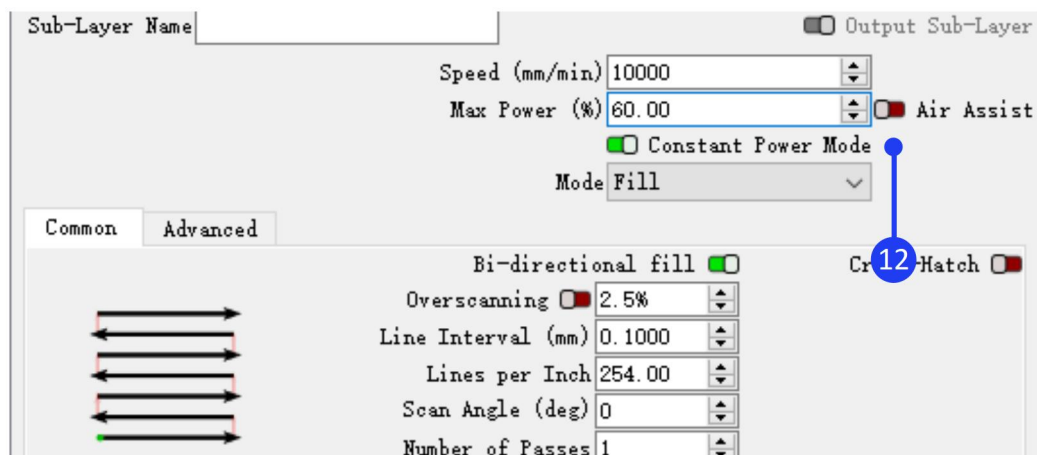 Sub-Layer Name Output Sub-Layer
Speed (mm/min) 10000
Max Power (%) 60.00 Air Assist
Constant Power Mode
Mode Fill
Common Advanced
12
Bi-directional fill Cr -Hatch
Overscanning 2.5%
Line Interval (mm) 0.1000
Lines per Inch 254.00
Scan Angle (deg) 0
Number of Passes 1